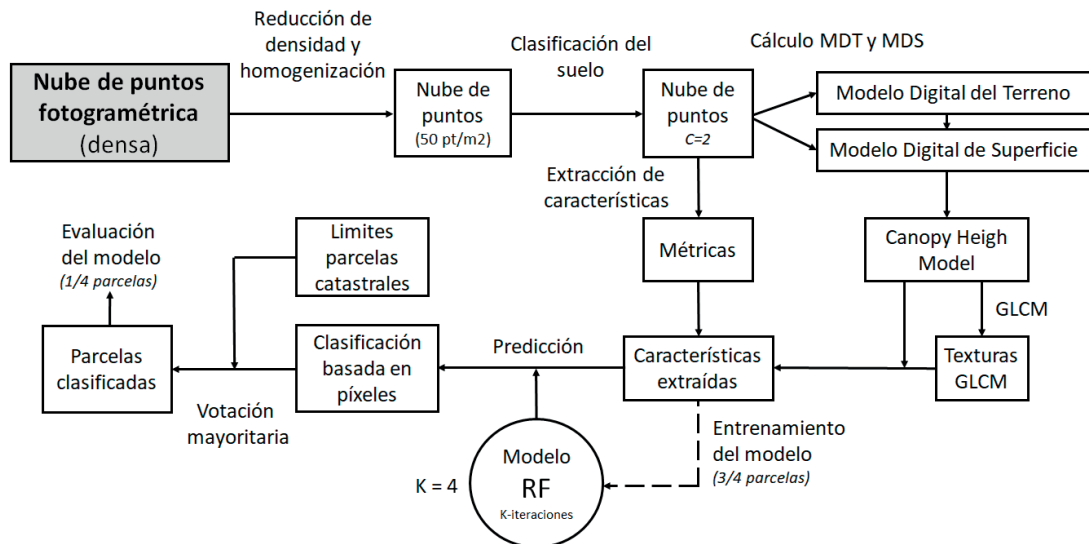 Reducción de
densidad y
homogenización
Clasificación del
suelo
Cálculo MDT y MDS
Nube de puntos
fotogramétrica
(densa)
Nube de
puntos
(50 pt/m2)
Nube de
puntos
C=2
Modelo Digital del Terreno
Modelo Digital de Superficie
Extracción de
características
Evaluación
del modelo
(1/4 parcelas)
Limites
parcelas
catastrales
Métricas
Canopy Heigh
Model
GLCM
Parcelas
clasificadas
Clasificación
basada en
píxeles
Predicción
Características
extraídas
Texturas
GLCM
Votación
mayoritaria
Entrenamiento
del modelo
(3/4 parcelas)
K = 4
Modelo
RF
K-iteraciones